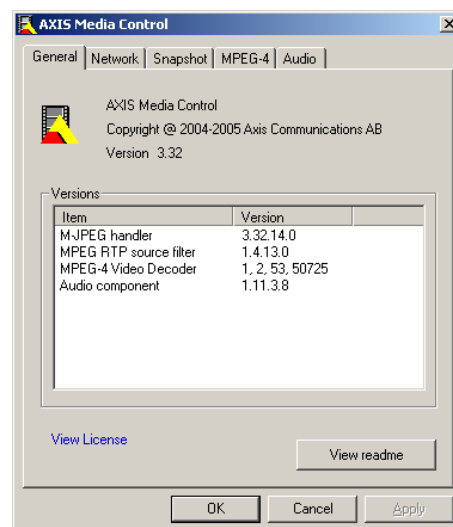 AXIS Media Control
General Network Snapshot MPEG-4 Audio
AXIS Media Control
Copyright @ 2004-2005 Axis Communications AB
Version 3.32
Versions
Item Version
M-JPEG handler 3.32.14.0
MPEG RTP source filter 1.4.13.0
MPEG-4 Video Decoder 1, 2, 53, 50725
Audio component 1.11.3.8
View License
View readme
OK Cancel Apply